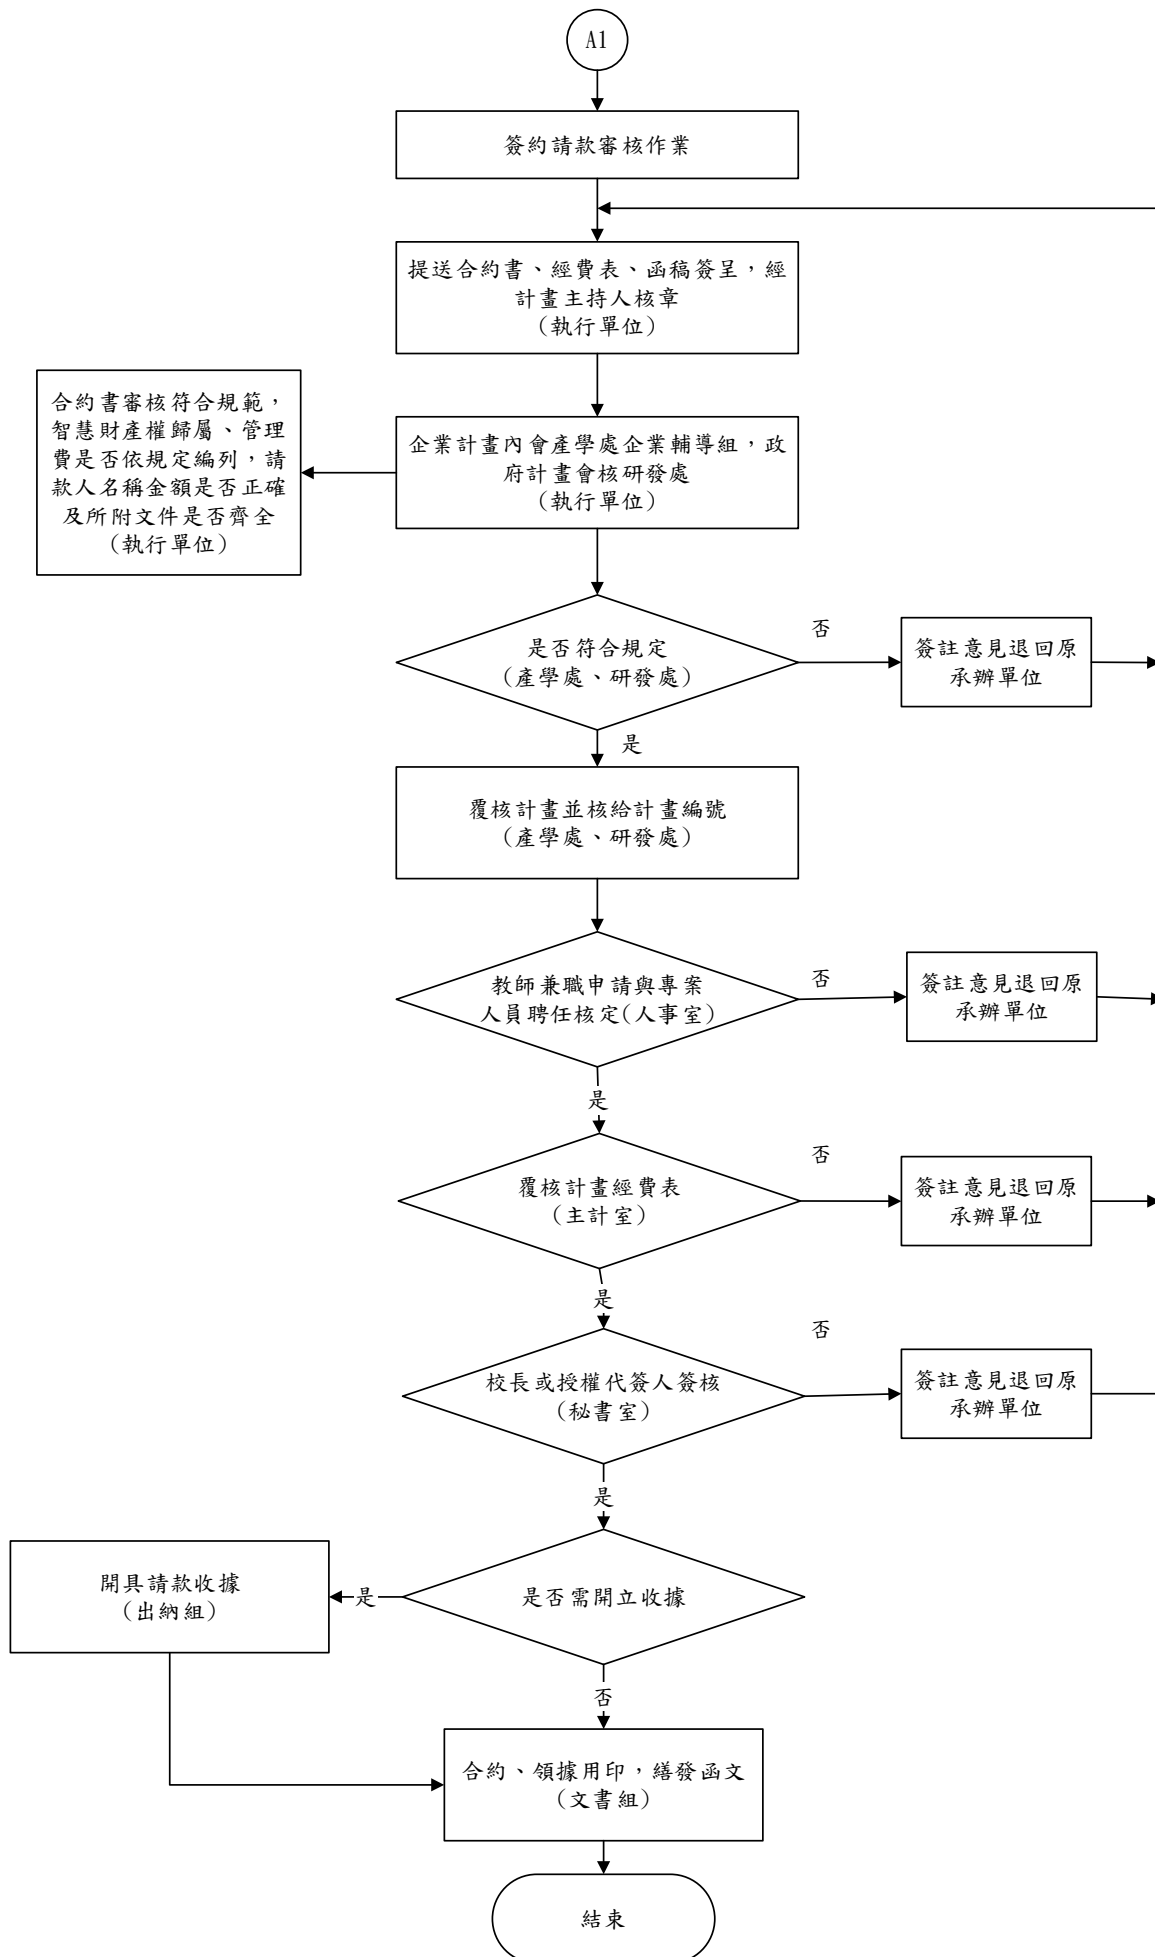 A1
簽約請款審核作業
提送合約書、經費表、函稿簽呈，經
計畫主持人核章
(執行單位)
合約書審核符合規範，
智慧財產權歸屬、管理
費是否依規定編列，請
款人名稱金額是否正確
及所附文件是否齊全
(執行單位)
企業計畫內會產學處企業輔導組，政
府計畫會核研發處
(執行單位)
是否符合規定
(產學處、研發處)
否
簽註意見退回原
承辦單位
是
覆核計畫並核給計畫編號
(產學處、研發處)
教師兼職申請與專案
人員聘任核定(人事室)
否
簽註意見退回原
承辦單位
是
覆核計畫經費表
(主計室)
否
簽註意見退回原
承辦單位
是
校長或授權代簽人簽核
(秘書室)
否
簽註意見退回原
承辦單位
是
是否需開立收據
是
開具請款收據
(出納組)
否
合約、領據用印，繕發函文
(文書組)
結束